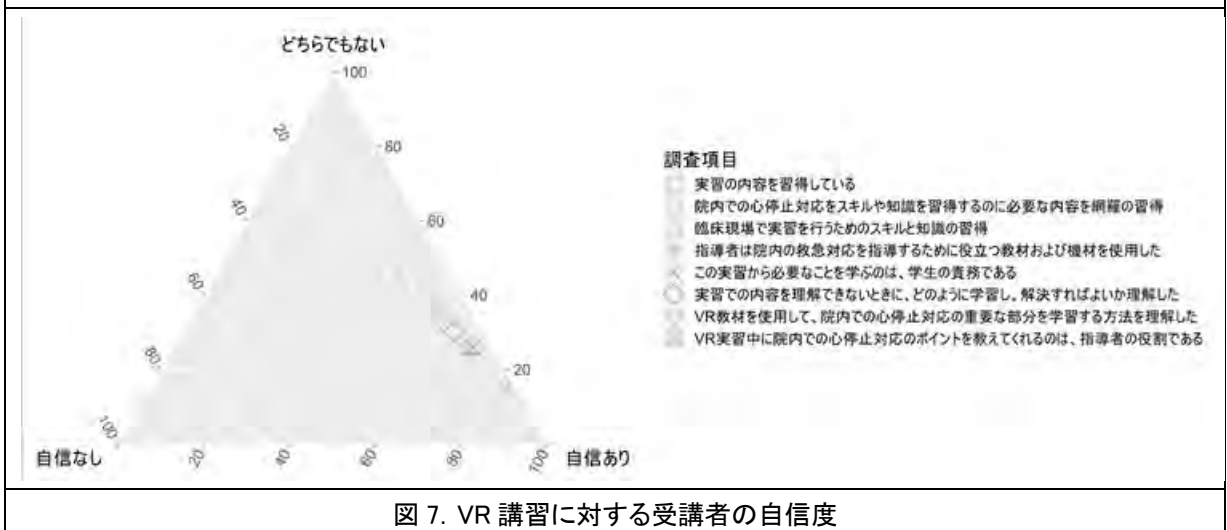 どちらでもない
100
80
60
40
20
20
40
60
80
100
自信なし
20
40
60
80
100
自信あり
調査項目
実習の内容を習得している
院内での心停止対応をスキルや知識を習得するのに必要な内容を網羅の習得
臨床現場で実習を行うためのスキルと知識の習得
指導者は院内の救急対応を指導するために役立つ教材および機材を使用した
この実習から必要なことを学ぶのは、学生の責務である
実習での内容を理解できないときに、どのように学習し、解決すればよいか理解した
VR教材を使用して、院内での心停止対応の重要な部分を学習する方法を理解した
VR実習中に院内での心停止対応のポイントを教えてくれるのは、指導者の役割である
図 7. VR 講習に対する受講者の自信度